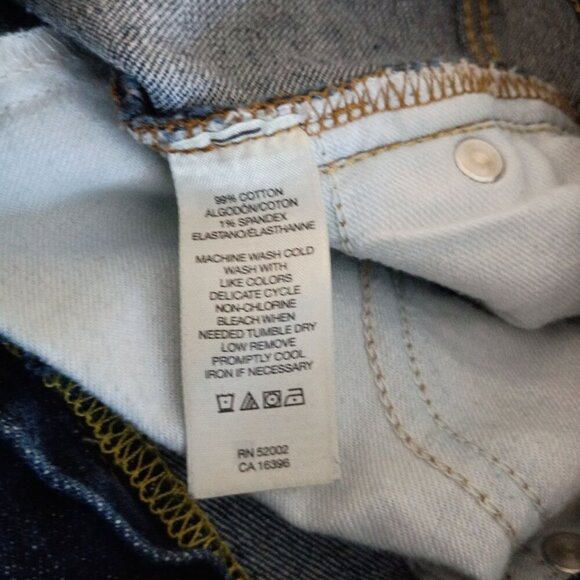 99% COTTON
ALGODÓN/COTON
1% SPANDEX
ELASTANO/ÉLASTHANNE
MACHINE WASH COLD
WASH WITH
LIKE COLORS
DELICATE CYCLE
NON-CHLORINE
BLEACH WHEN
NEEDED TUMBLE DRY
LOW REMOVE
PROMPTLY COOL
IRON IF NECESSARY
RN 52002
CA 16396